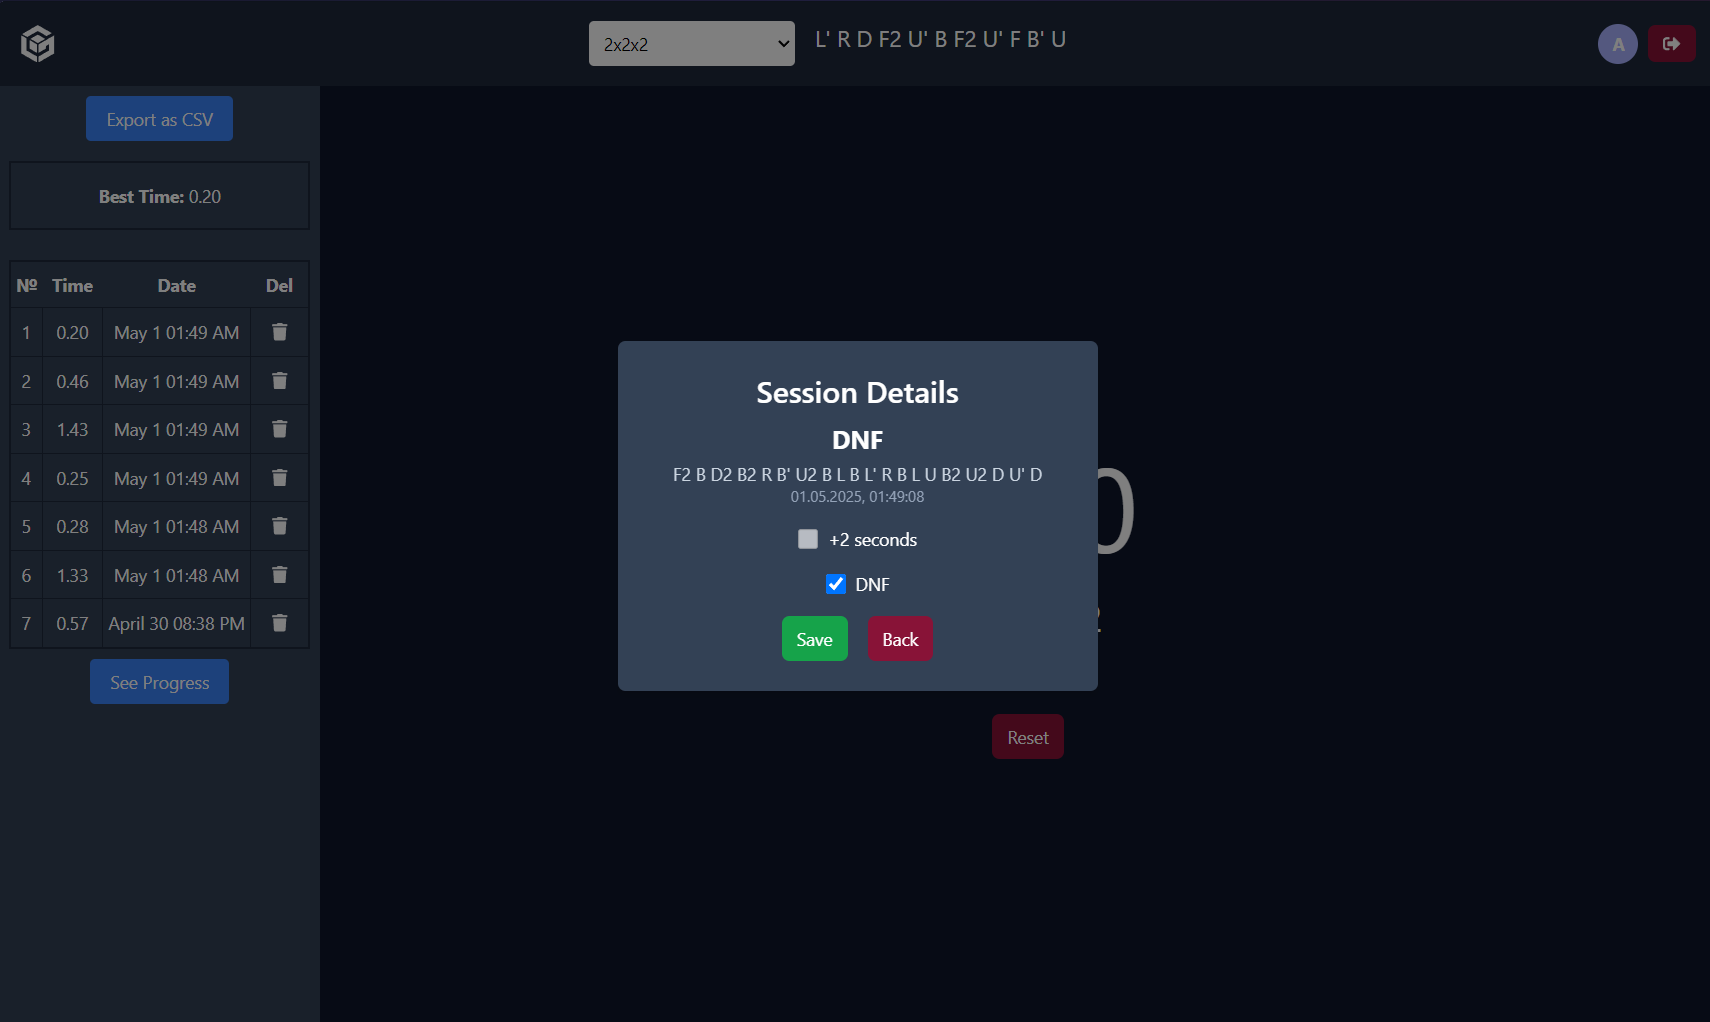 2x2x2
L' R D F2 U' B F2 U' F B' U
A
Export as CSV
Best Time: 0.20
Nº Time Date Del
1 0.20 May 1 01:49 AM
2 0.46 May 1 01:49 AM
3 1.43 May 1 01:49 AM
4 0.25 May 1 01:49 AM
5 0.28 May 1 01:48 AM
6 1.33 May 1 01:48 AM
7 0.57 April 30 08:38 PM
See Progress
Session Details
DNF
F2 B D2 B2 R B' U2 B L B L' R B L U B2 U2 D U' D
01.05.2025, 01:49:08
+2 seconds
DNF
Save Back
0
Reset